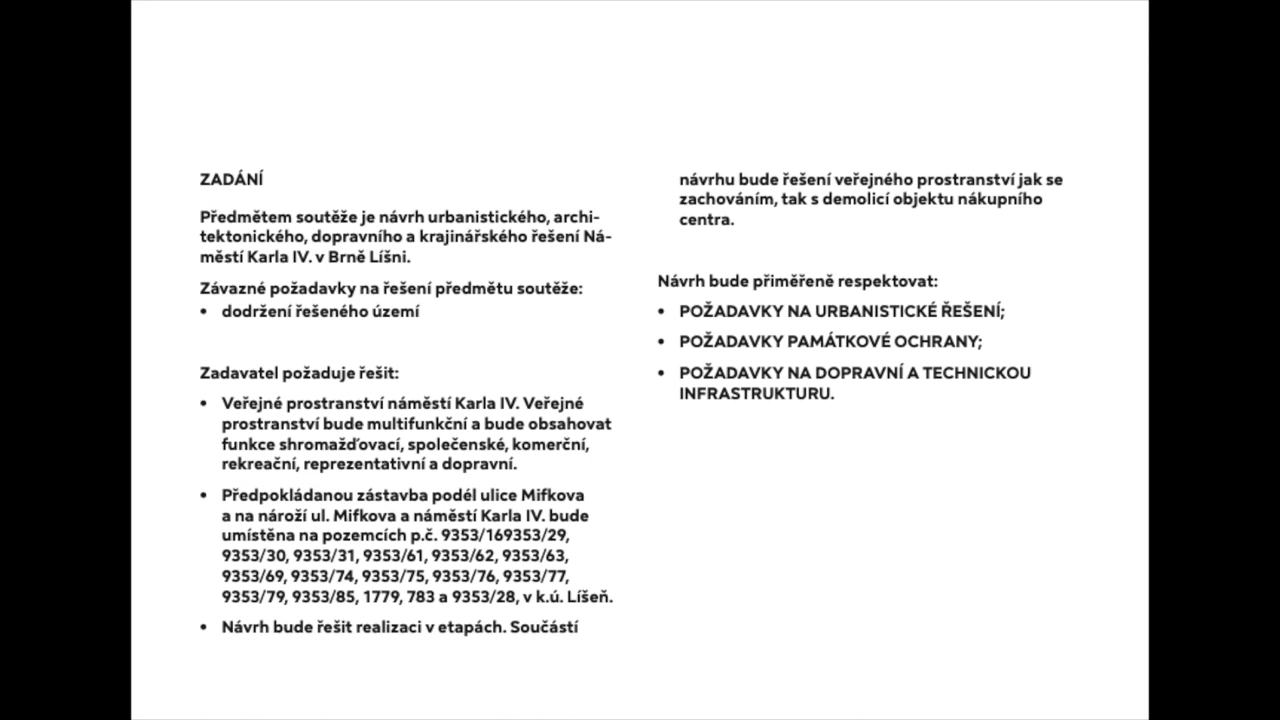 ZADÁNÍ
Předmětem soutěže je návrh urbanistického, archi-
tektonického, dopravního a krajinářského řešení Ná-
městí Karla IV. v Brně Líšni.
Závazné požadavky na řešení předmětu soutěže:
• dodržení řešeného území
Zadavatel požaduje řešit:
• Veřejné prostranství náměstí Karla IV. Veřejné
prostranství bude multifunkční a bude obsahovat
funkce shromažďovací, společenské, komerční,
rekreační, reprezentativní a dopravní.
• Předpokládanou zástavba podél ulice Mifkova
a na nároží ul. Mifkova a náměstí Karla IV. bude
umístěna na pozemcích p.č. 9353/169353/29,
9353/30, 9353/31, 9353/61, 9353/62, 9353/63,
9353/69, 9353/74, 9353/75, 9353/76, 9353/77,
9353/79, 9353/85, 1779, 783 a 9353/28, v k.ú. Líšeň.
• Návrh bude řešit realizaci v etapách. Součástí
návrhu bude řešení veřejného prostranství jak se
zachováním, tak s demolicí objektu nákupního
centra.
Návrh bude přiměřeně respektovat:
• POŽADAVKY NA URBANISTICKÉ ŘEŠENÍ;
• POŽADAVKY PAMÁTKOVÉ OCHRANY;
• POŽADAVKY NA DOPRAVNÍ A TECHNICKOU
INFRASTRUKTURU.